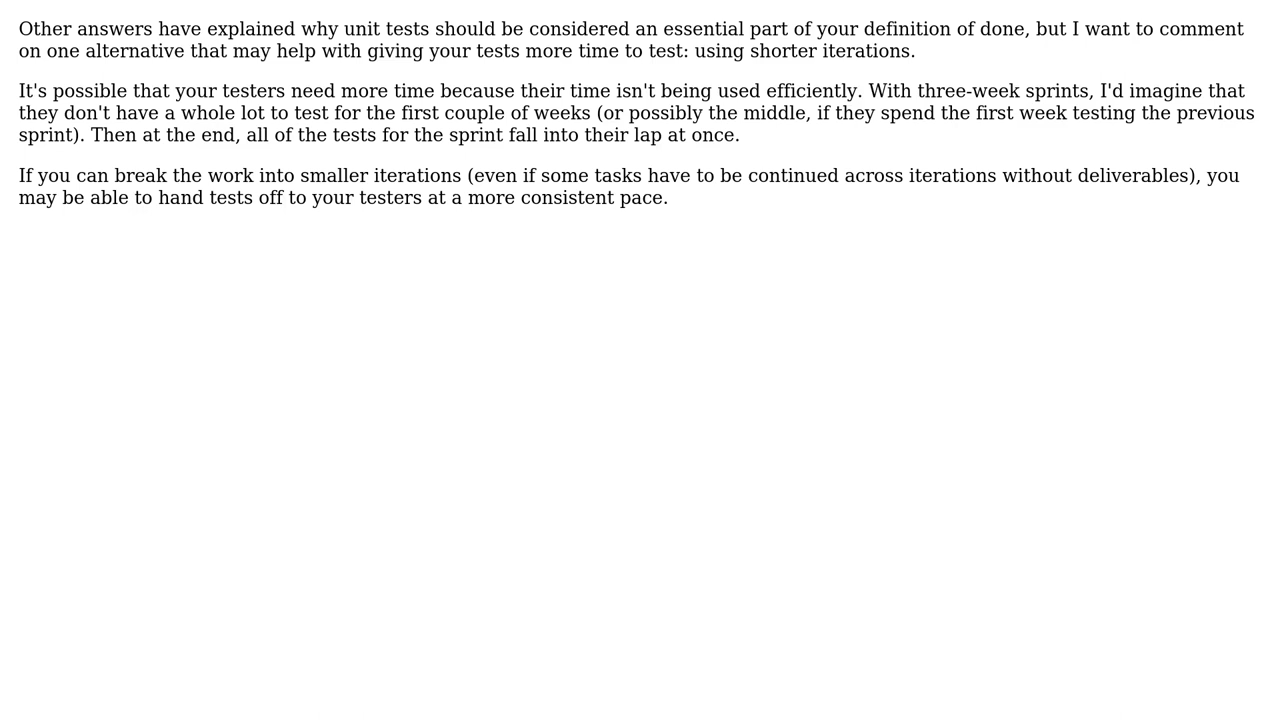 Other answers have explained why unit tests should be considered an essential part of your definition of done, but I want to comment
on one alternative that may help with giving your tests more time to test: using shorter iterations.
It's possible that your testers need more time because their time isn't being used efficiently. With three-week sprints, I'd imagine that
they don't have a whole lot to test for the first couple of weeks (or possibly the middle, if they spend the first week testing the previous
sprint). Then at the end, all of the tests for the sprint fall into their lap at once.
If you can break the work into smaller iterations (even if some tasks have to be continued across iterations without deliverables), you
may be able to hand tests off to your testers at a more consistent pace.